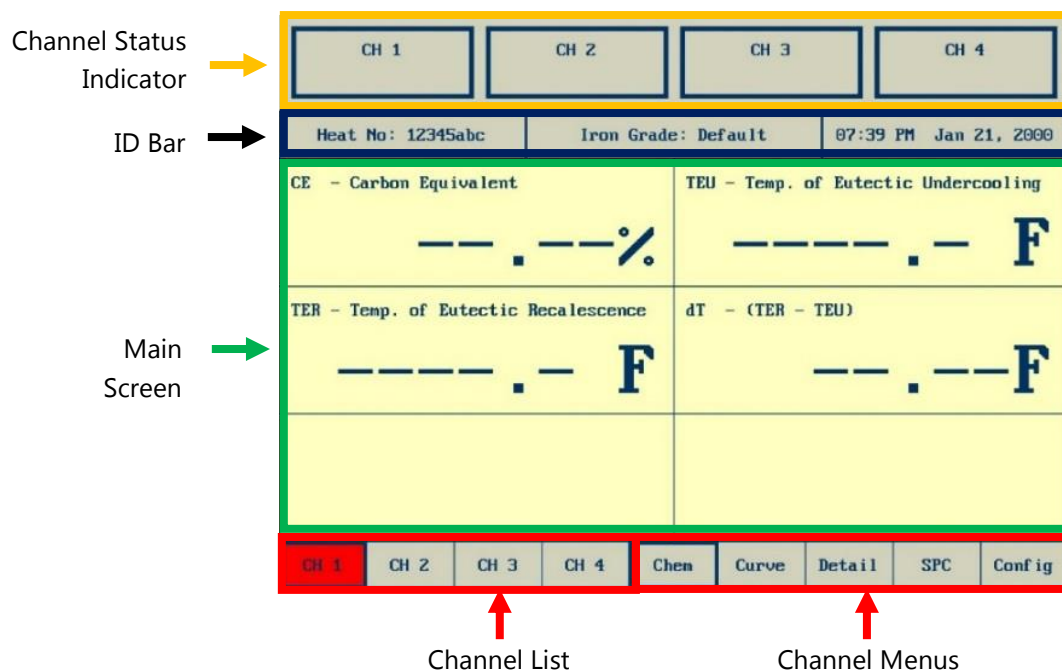 Channel Status
Indicator
CH 1
CH 2
CH 3
CH 4
ID Bar
Heat No: 12345abc
Iron Grade: Default
07:39 PM Jan 21, 2000
CE - Carbon Equivalent
TEU - Temp. of Eutectic Undercooling
--.--%
----.- F
TER - Temp. of Eutectic Recalescence
dT - (TER - TEU)
Main
Screen
----.- F
--.--F
CH 1
CH 2
CH 3
CH 4
Chem
Curve
Detail
SPC
Config
Channel List
Channel Menus